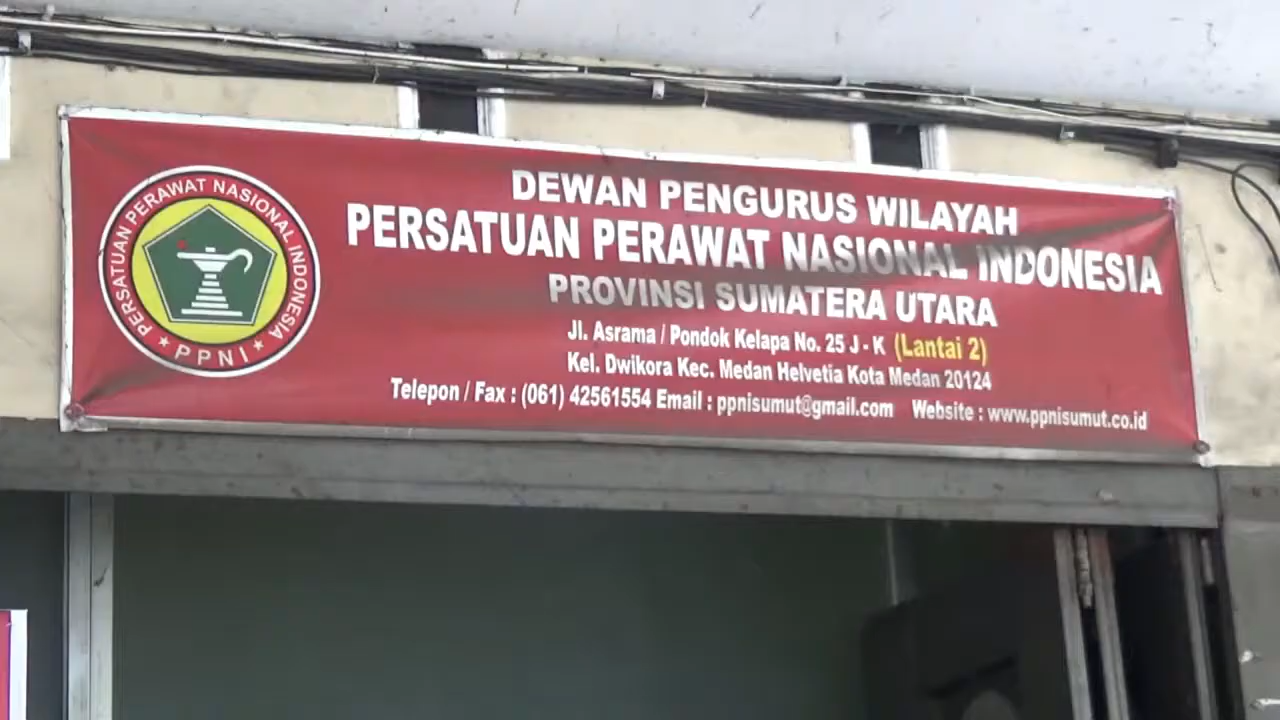 PERSATUAN PERAWAT NASIONAL INDONESIA
★ PPNI ★
DEWAN PENGURUS WILAYAH
PERSATUAN PERAWAT NASIONAL INDONESIA
PROVINSI SUMATERA UTARA
Jl. Asrama / Pondok Kelapa No. 25 J - K (Lantai 2)
Kel. Dwikora Kec. Medan Helvetia Kota Medan 20124
Telepon / Fax : (061) 42561554 Email : ppnisumut@gmail.com Website : www.ppnisumut.co.id